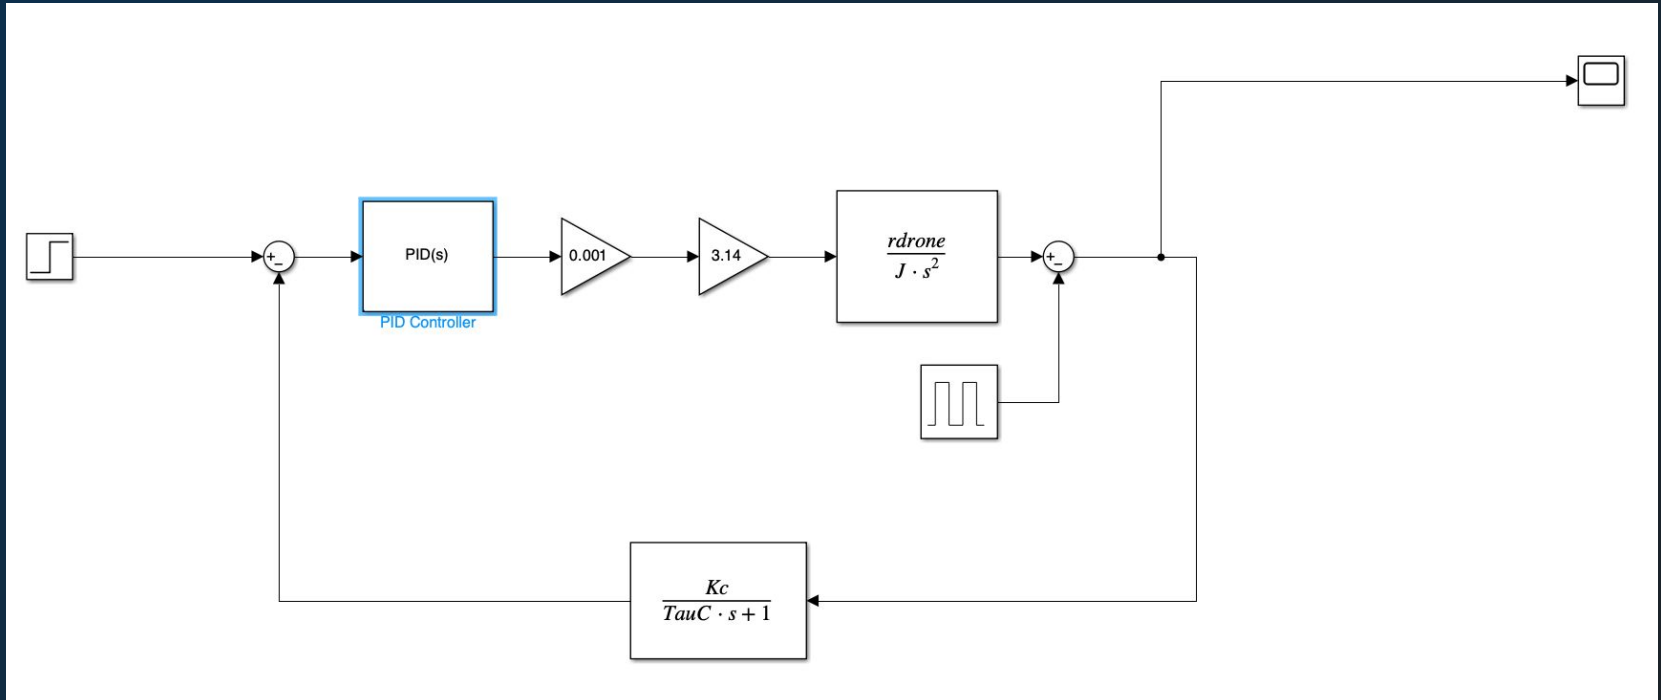 +
−
PID(s)
PID Controller
0.001
3.14
rdrone
J · s²
+
−
Kc
TauC · s + 1